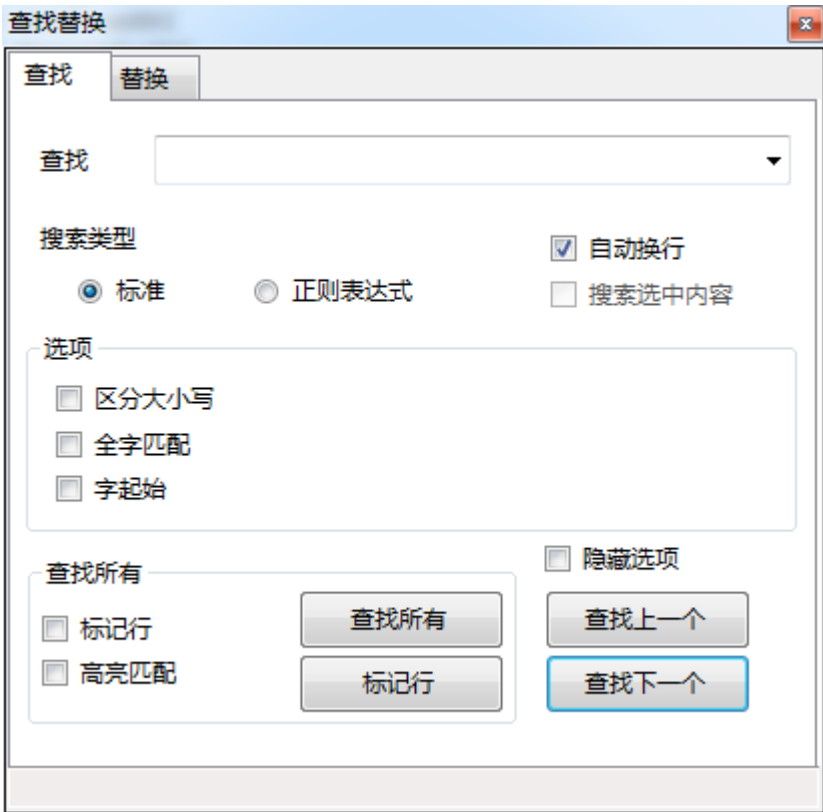 查找替换
查找 替换
查找
搜索类型
自动换行
标准 正则表达式
搜索选中内容
选项
区分大小写
全字匹配
字起始
隐藏选项
查找所有
标记行 查找所有 查找上一个
高亮匹配 标记行 查找下一个